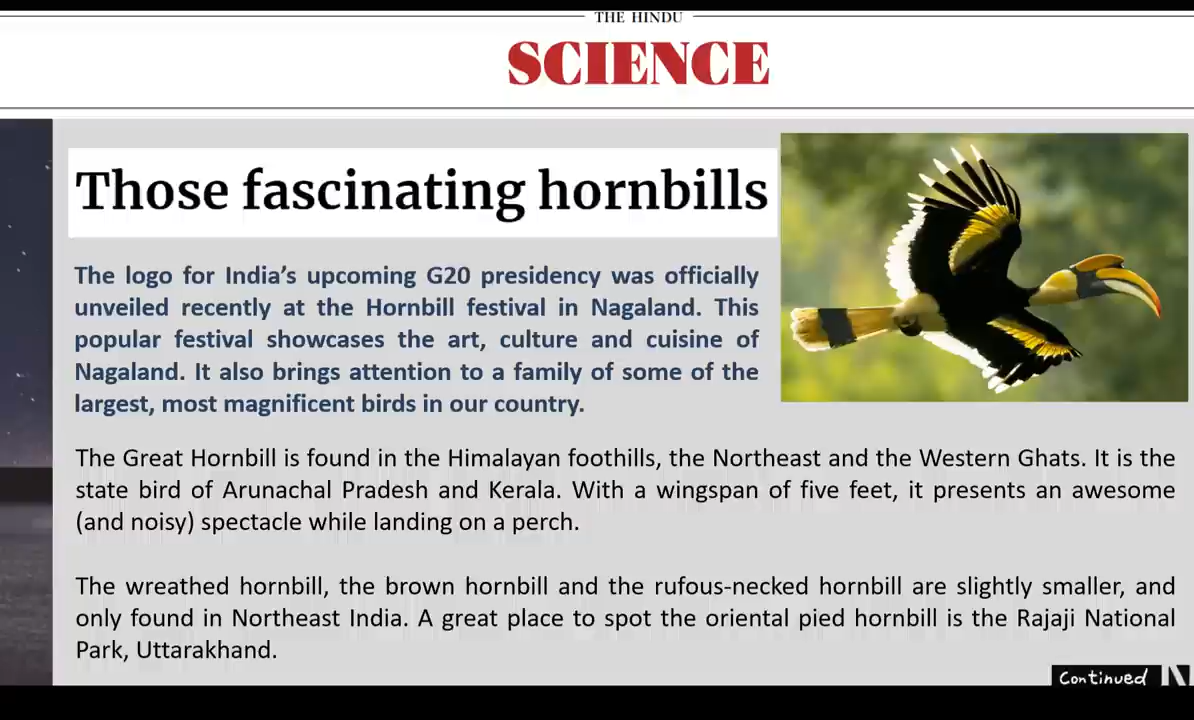 THE HINDU
SCIENCE
Those fascinating hornbills
The logo for India's upcoming G20 presidency was officially
unveiled recently at the Hornbill festival in Nagaland. This
popular festival showcases the art, culture and cuisine of
Nagaland. It also brings attention to a family of some of the
largest, most magnificent birds in our country.
The Great Hornbill is found in the Himalayan foothills, the Northeast and the Western Ghats. It is the
state bird of Arunachal Pradesh and Kerala. With a wingspan of five feet, it presents an awesome
(and noisy) spectacle while landing on a perch.
The wreathed hornbill, the brown hornbill and the rufous-necked hornbill are slightly smaller, and
only found in Northeast India. A great place to spot the oriental pied hornbill is the Rajaji National
Park, Uttarakhand.
Continued